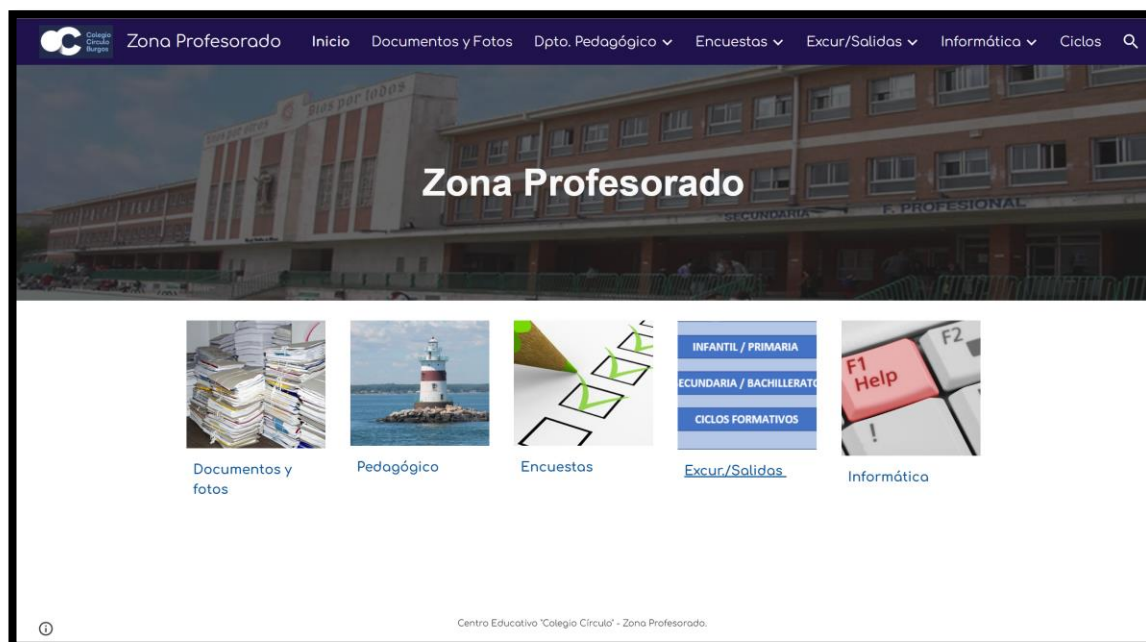 Colegio
Círculo
Burgos
Zona Profesorado
Inicio
Documentos y Fotos
Dpto. Pedagógico
Encuestas
Excur/Salidas
Informática
Ciclos
Dios por todos
Zona Profesorado
SECUNDARIA
F. PROFESIONAL
INFANTIL / PRIMARIA
ECUNDARIA / BACHILLERATO
CICLOS FORMATIVOS
F1
Help
F2
!
Documentos y
fotos
Pedagógico
Encuestas
Excur./Salidas
Informática
Centro Educativo "Colegio Círculo" - Zona Profesorado.